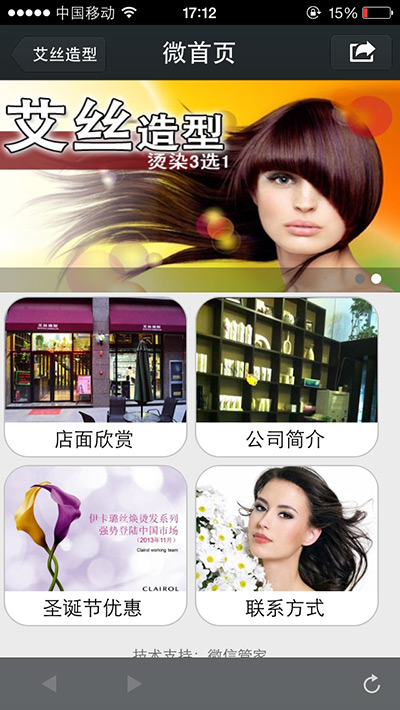 中国移动 17:12 15%
艾丝造型 微首页
艾丝造型
烫染3选1
店面欣赏
公司简介
伊卡璐丝焕烫发系列
强势登陆中国市场
(2013年11月)
Clairol working team
CLAIROL
圣诞节优惠
联系方式
技术支持：微信管家